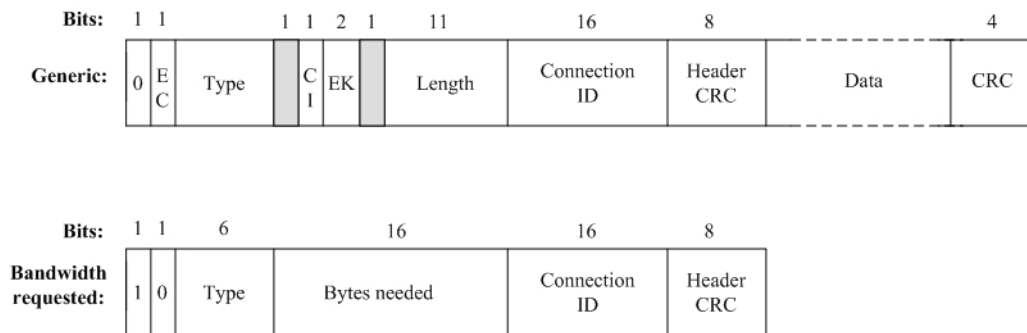 Bits: 1 1 1 1 2 1 11 16 8 4
Generic: 0 EC Type CI EK Length Connection ID Header CRC Data CRC
Bits: 1 1 6 16 16 8
Bandwidth requested: 1 0 Type Bytes needed Connection ID Header CRC